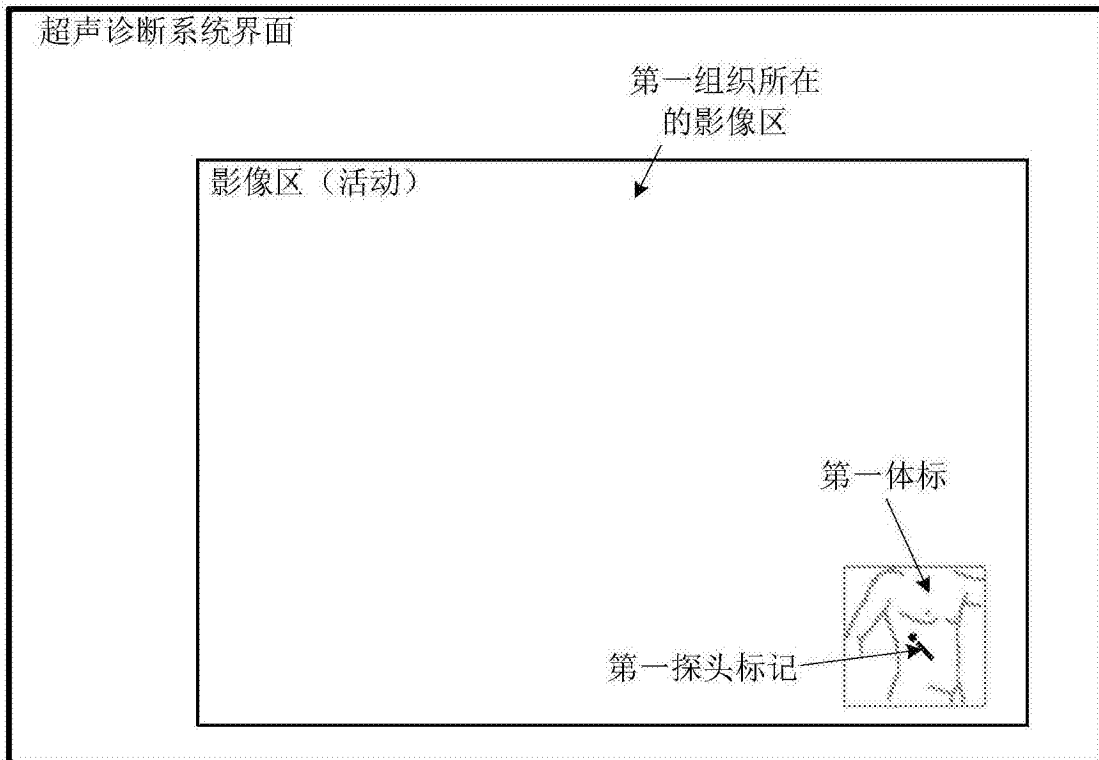 超声诊断系统界面
第一组织所在
的影像区
影像区（活动）
第一体标
第一探头标记